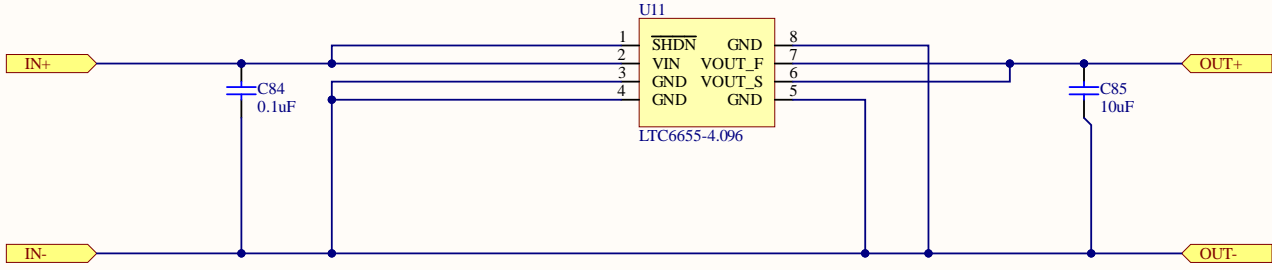 U11
1 SHDN GND 8
IN+ 2 VIN VOUT_F 7 OUT+
3 GND VOUT_S 6
C84 4 GND GND 5 C85
0.1uF 10uF
LTC6655-4.096
IN- OUT-